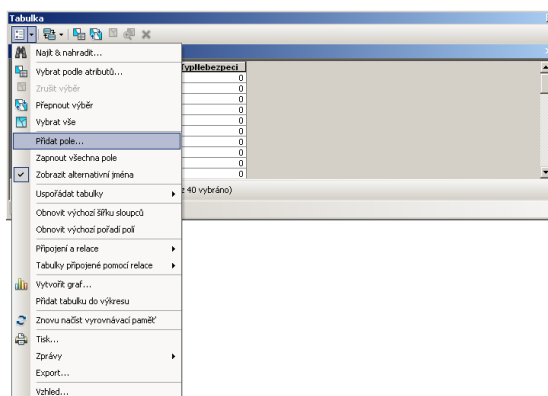 Tabulka
Najít & nahradit...
Vybrat podle atributů...
Zrušit výběr
Přepnout výběr
Vybrat vše
Přidat pole...
Zapnout všechna pole
Zobrazit alternativní jména
Uspořádat tabulky
Obnovit výchozí šířku sloupců
Obnovit výchozí pořadí polí
Připojení a relace
Tabulky připojené pomocí relace
Vytvořit graf...
Přidat tabulku do výkresu
Znovu načíst vyrovnávací paměť
Tisk...
Zprávy
Export...
Vzhled...
0
0
0
0
0
0
0
0
0
z 40 vybráno)